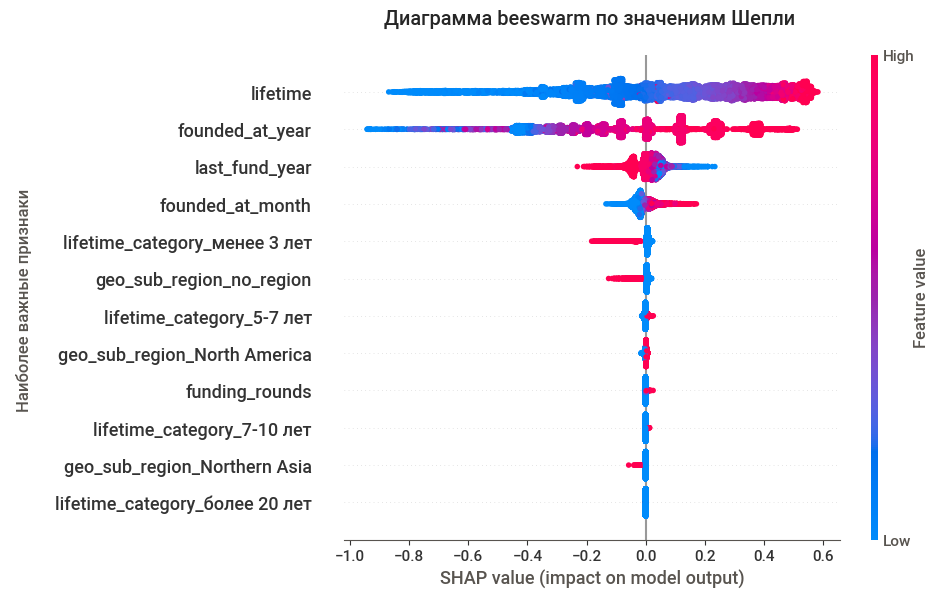 Диаграмма beeswarm по значениям Шепли
High
lifetime
founded_at_year
last_fund_year
founded_at_month
lifetime_category_менее 3 лет
geo_sub_region_no_region
lifetime_category_5-7 лет
geo_sub_region_North America
funding_rounds
lifetime_category_7-10 лет
geo_sub_region_Northern Asia
lifetime_category_более 20 лет
Наиболее важные признаки
Feature value
Low
−1.0 −0.8 −0.6 −0.4 −0.2 0.0 0.2 0.4 0.6
SHAP value (impact on model output)